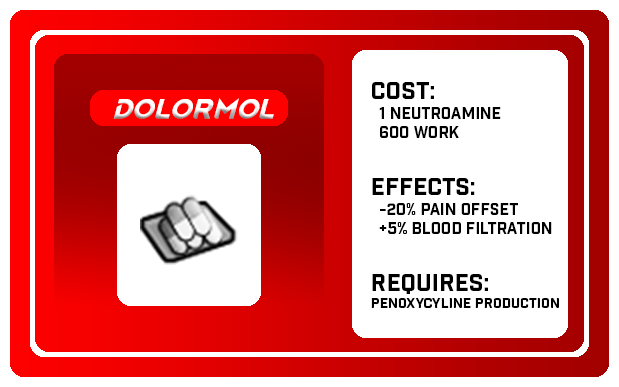 DOLORMOL
COST:
1 NEUTROAMINE
600 WORK
EFFECTS:
-20% PAIN OFFSET
+5% BLOOD FILTRATION
REQUIRES:
PENOXYCYLINE PRODUCTION